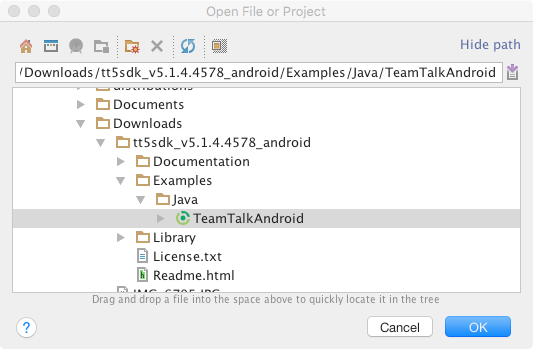 Open File or Project
Hide path
/Downloads/tt5sdk_v5.1.4.4578_android/Examples/Java/TeamTalkAndroid
distributions
Documents
Downloads
tt5sdk_v5.1.4.4578_android
Documentation
Examples
Java
TeamTalkAndroid
Library
License.txt
Readme.html
Drag and drop a file into the space above to quickly locate it in the tree
?
Cancel
OK